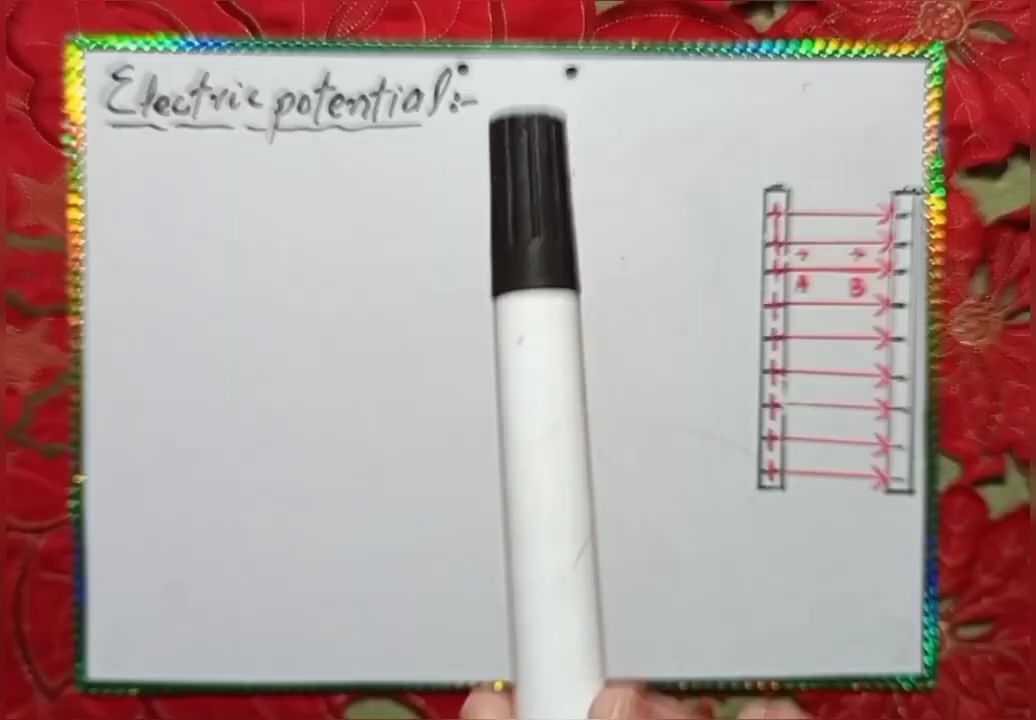 Electric potential:-
+ +
A B